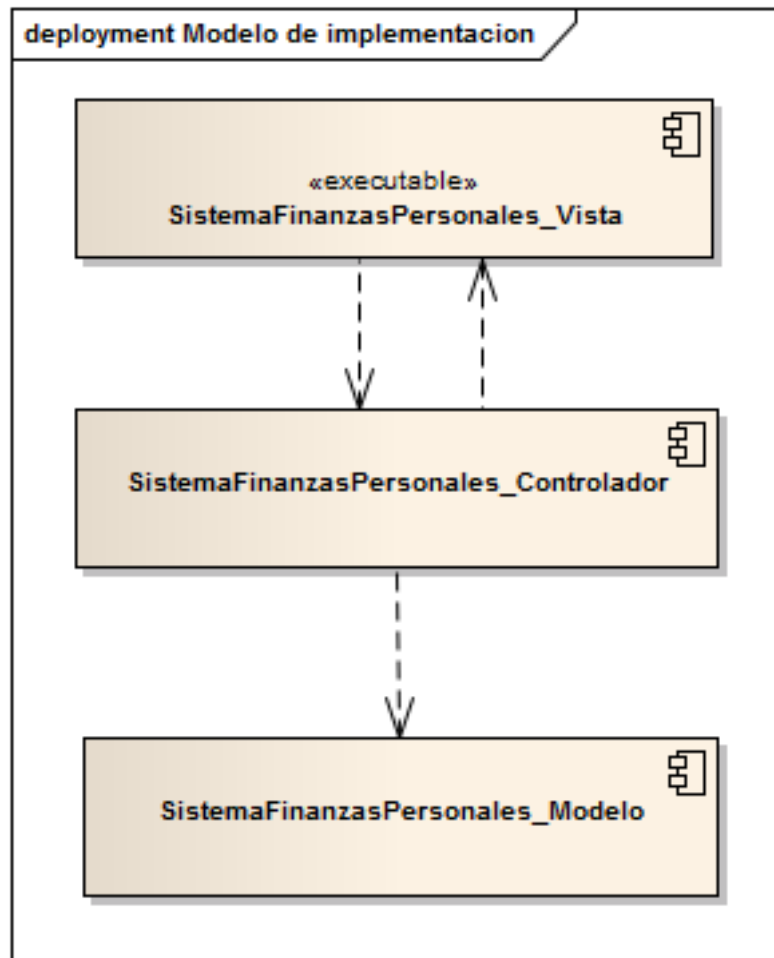 deployment Modelo de implementacion
«executable»
SistemaFinanzasPersonales_Vista
SistemaFinanzasPersonales_Controlador
SistemaFinanzasPersonales_Modelo